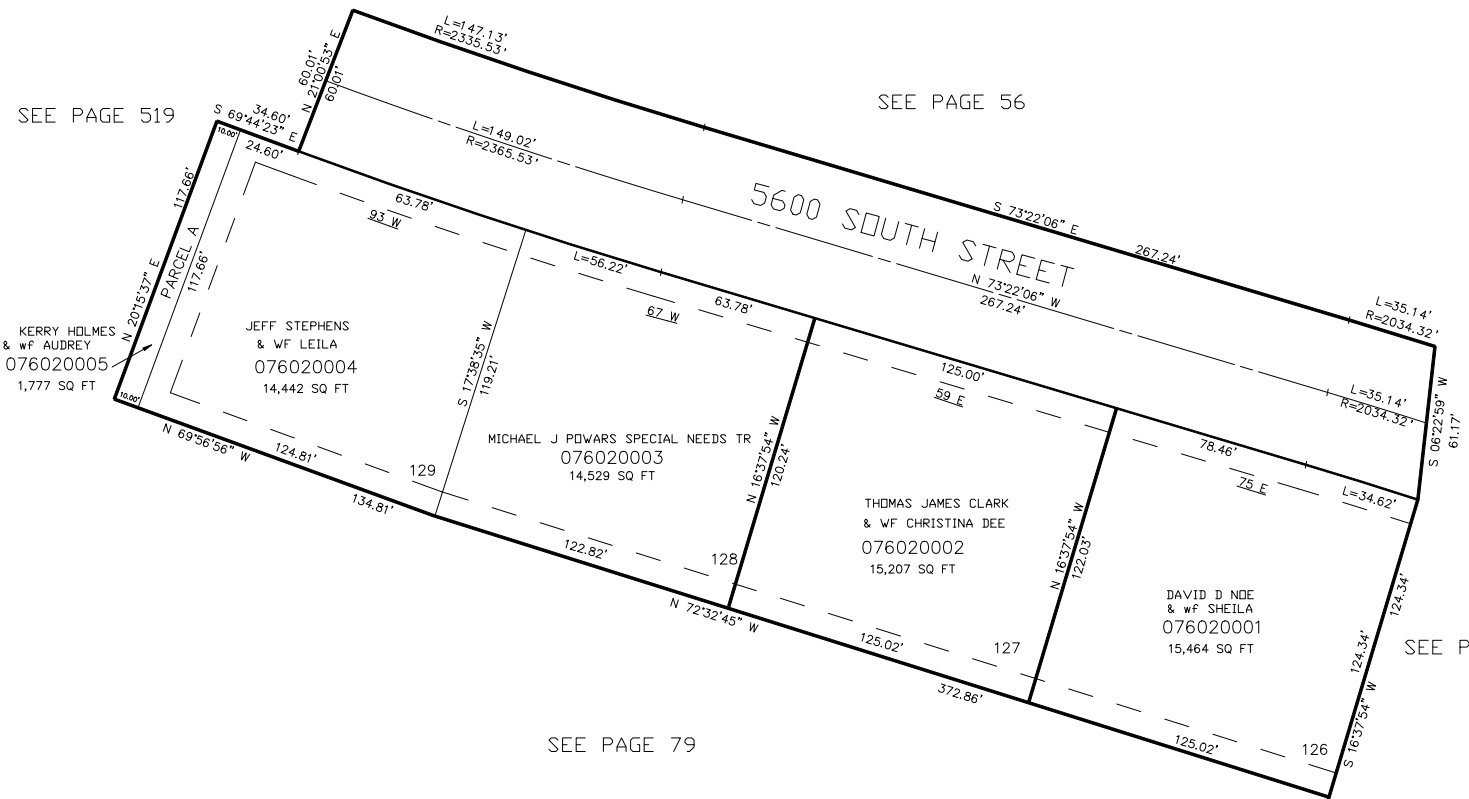 L=147.13'
R=2335.53'
60.01'
N 21°00'53" E
60.01'
SEE PAGE 56
SEE PAGE 519
34.60'
S 69°44'23" E
10.00'
24.60'
L=149.02'
R=2365.53'
5600 SOUTH STREET
S 73°22'06" E
267.24'
N 73°22'06" W
267.24'
L=35.14'
R=2034.32'
L=35.14'
R=2034.32'
S 06°22'59" W
61.17'
117.66'
N 20°15'37" E
PARCEL A
117.66'
63.78'
93 W
L=56.22'
63.78'
67 W
125.00'
59 E
78.46'
75 E
L=34.62'
KERRY HOLMES
& wf AUDREY
076020005
1,777 SQ FT
10.00'
JEFF STEPHENS
& WF LEILA
076020004
14,442 SQ FT
S 17°38'35" W
119.21'
MICHAEL J POWARS SPECIAL NEEDS TR
076020003
14,529 SQ FT
N 16°37'54" W
120.24'
THOMAS JAMES CLARK
& WF CHRISTINA DEE
076020002
15,207 SQ FT
N 16°37'54" W
122.03'
DAVID D NOE
& wf SHEILA
076020001
15,464 SQ FT
124.34'
124.34'
S 16°37'54" W
SEE P
N 69°56'56" W
124.81'
134.81'
129
122.82'
128
N 72°32'45" W
125.02'
127
372.86'
125.02'
126
SEE PAGE 79